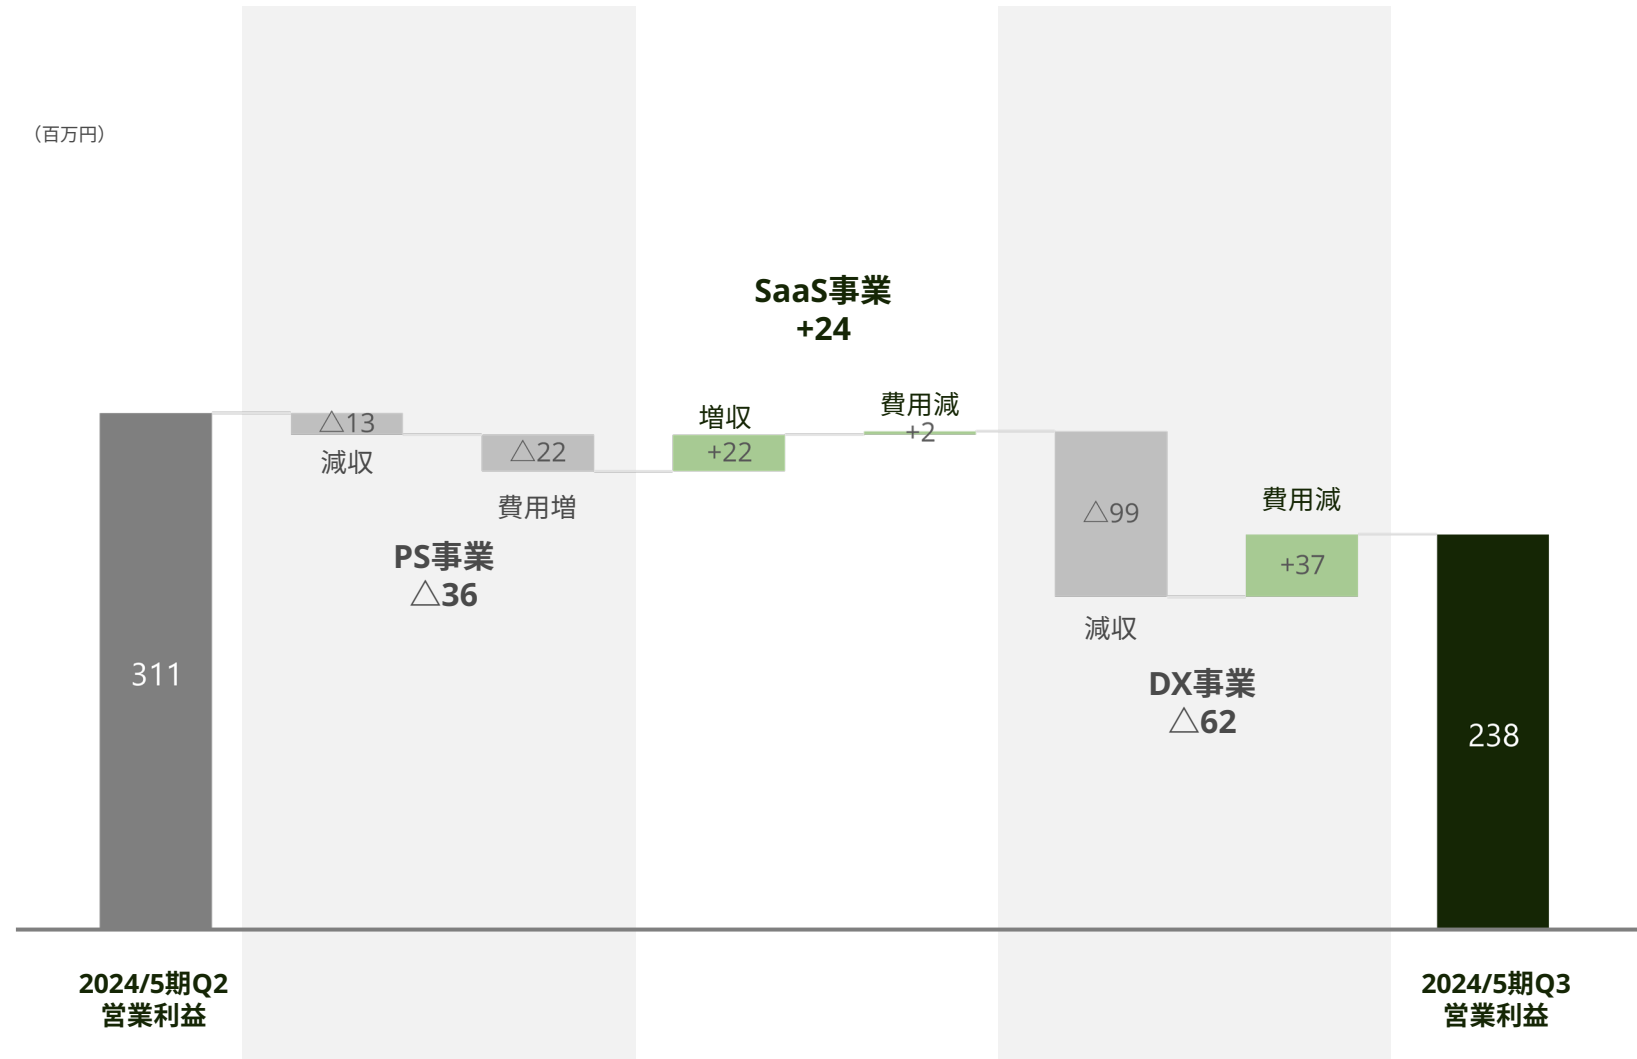 （百万円）
SaaS事業
+24
311
△13
減収
△22
費用増
PS事業
△36
増収
+22
費用減
+2
△99
減収
費用減
+37
DX事業
△62
238
2024/5期Q2
営業利益
2024/5期Q3
営業利益